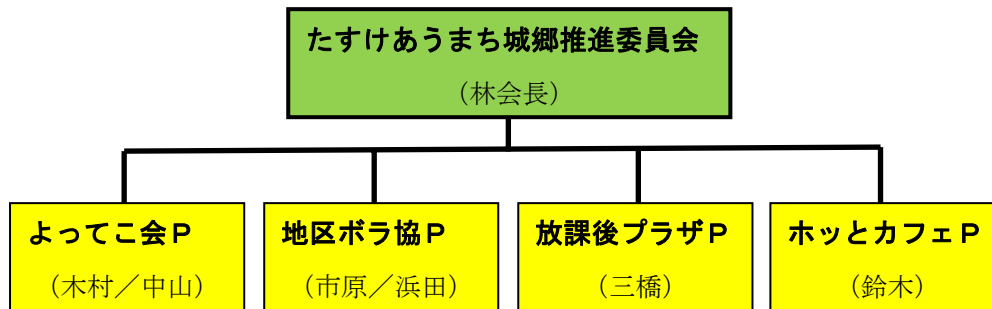 たすけあうまち城郷推進委員会
（林会長）
よってこ会Ｐ
（木村／中山）
地区ボラ協Ｐ
（市原／浜田）
放課後プラザＰ
（三橋）
ホッとカフェＰ
（鈴木）